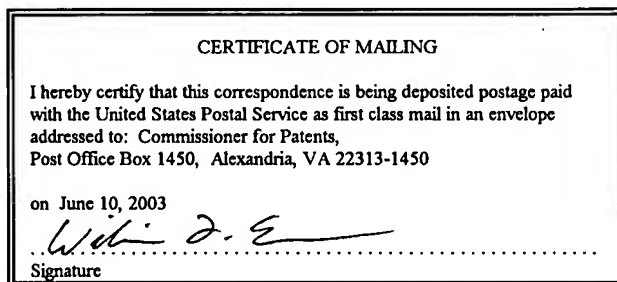 CERTIFICATE OF MAILING
I hereby certify that this correspondence is being deposited postage paid
with the United States Postal Service as first class mail in an envelope
addressed to: Commissioner for Patents,
Post Office Box 1450, Alexandria, VA 22313-1450
on June 10, 2003
Signature